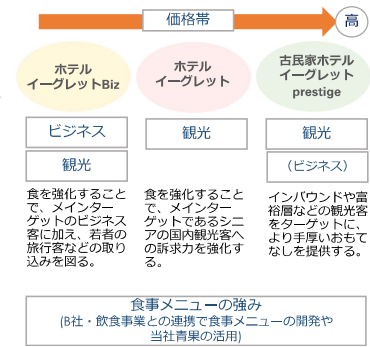 価格帯
高
ホテル
イーグレットBiz
ホテル
イーグレット
古民家ホテル
イーグレット
prestige
ビジネス
観光
観光
観光
（ビジネス）
食を強化すること
で、メインター
ゲットのビジネス
客に加え、若者の
旅行客などの取り
込みを図る。
食を強化すること
で、メインター
ゲットであるシニア
の国内観光客へ
の訴求力を強化す
る。
インバウンドや富
裕層などの観光客
をターゲットに、
より手厚いおもて
なしを提供する。
食事メニューの強み
(B社・飲食事業との連携で食事メニューの開発や
当社青果の活用)